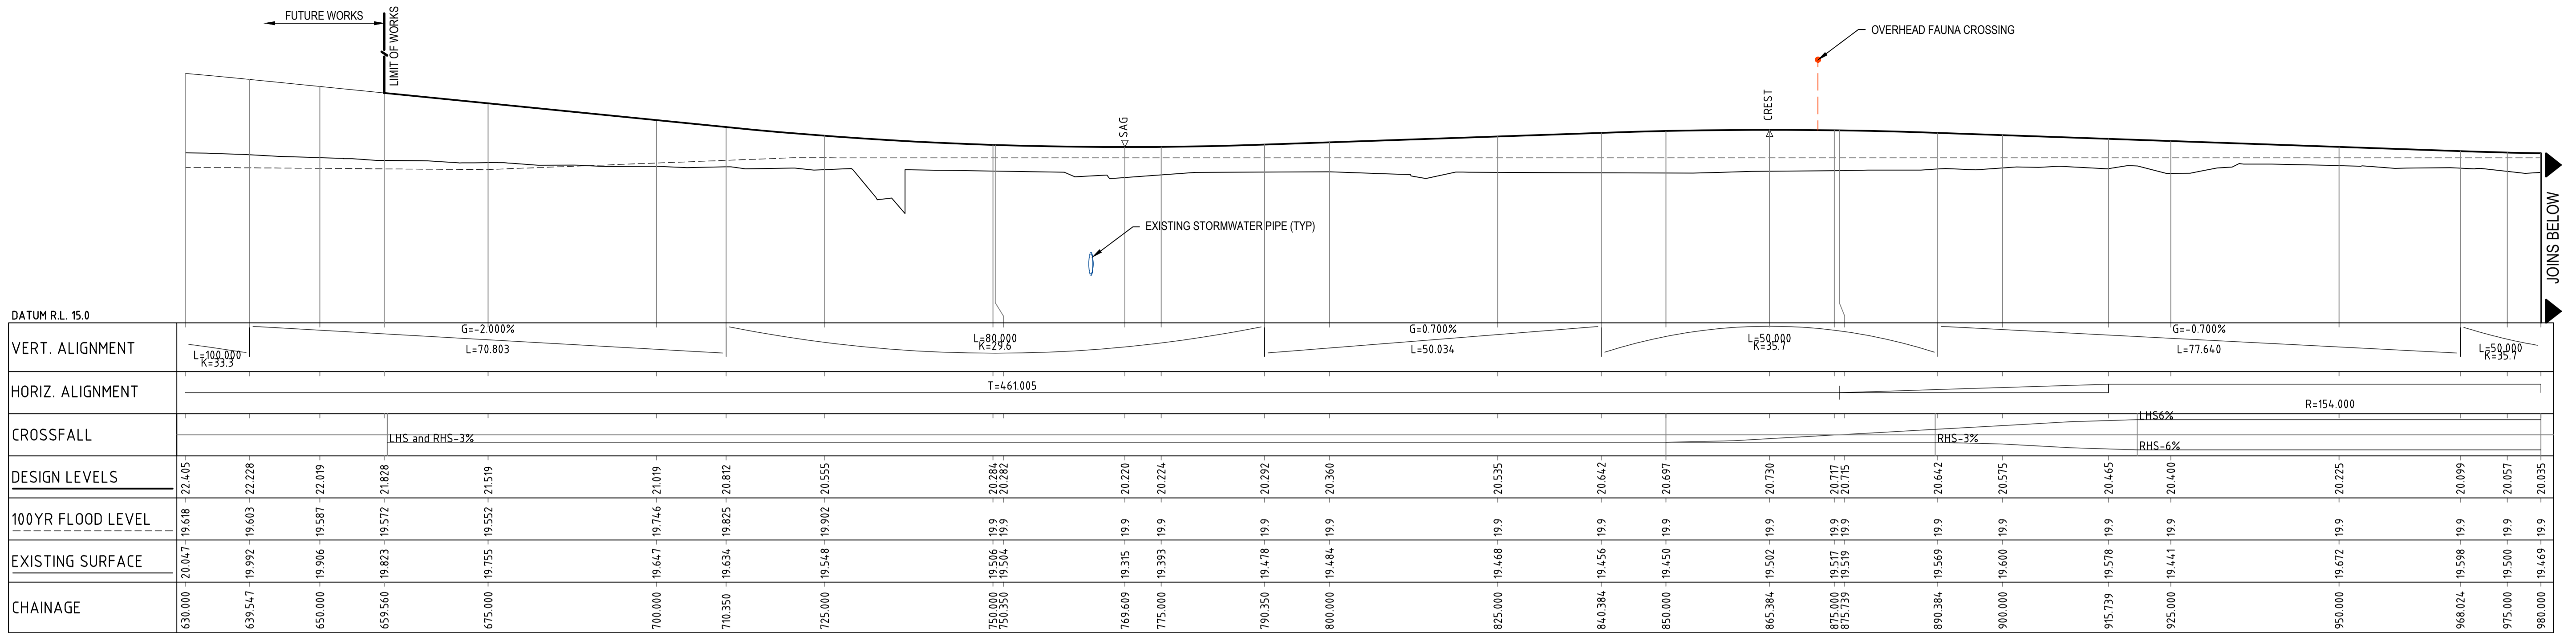 FUTURE WORKS
LIMIT OF WORKS
OVERHEAD FAUNA CROSSING
SAG
CREST
EXISTING STORMWATER PIPE (TYP)
JOINS BELOW
DATUM R.L. 15.0
VERT. ALIGNMENT
L=100.000
K=33.3
G=-2.000%
L=70.803
L=80.000
K=29.6
G=0.700%
L=50.034
L=50.000
K=35.7
G=-0.700%
L=77.640
L=50.000
K=35.7
HORIZ. ALIGNMENT
T=461.005
R=154.000
CROSSFALL
LHS and RHS-3%
RHS-3%
LHS6%
RHS-6%
DESIGN LEVELS
22.405 22.228 22.019 21.828 21.519 21.019 20.812 20.555 20.284 20.282 20.220 20.224 20.292 20.360 20.535 20.642 20.697 20.730 20.717 20.715 20.642 20.575 20.465 20.400 20.225 20.099 20.057 20.035
100YR FLOOD LEVEL
19.618 19.603 19.587 19.572 19.552 19.746 19.825 19.902 19.9 19.9 19.9 19.9 19.9 19.9 19.9 19.9 19.9 19.9 19.9 19.9 19.9 19.9 19.9 19.9 19.9 19.9 19.9 19.9
EXISTING SURFACE
20.047 19.992 19.906 19.823 19.755 19.647 19.634 19.548 19.506 19.504 19.315 19.393 19.478 19.484 19.468 19.456 19.450 19.502 19.517 19.519 19.569 19.600 19.578 19.441 19.672 19.598 19.500 19.469
CHAINAGE
630.000 639.547 650.000 659.560 675.000 700.000 710.350 725.000 750.000 750.350 769.609 775.000 790.350 800.000 825.000 840.384 850.000 865.384 875.000 875.739 890.384 900.000 915.739 925.000 950.000 968.024 975.000 980.000